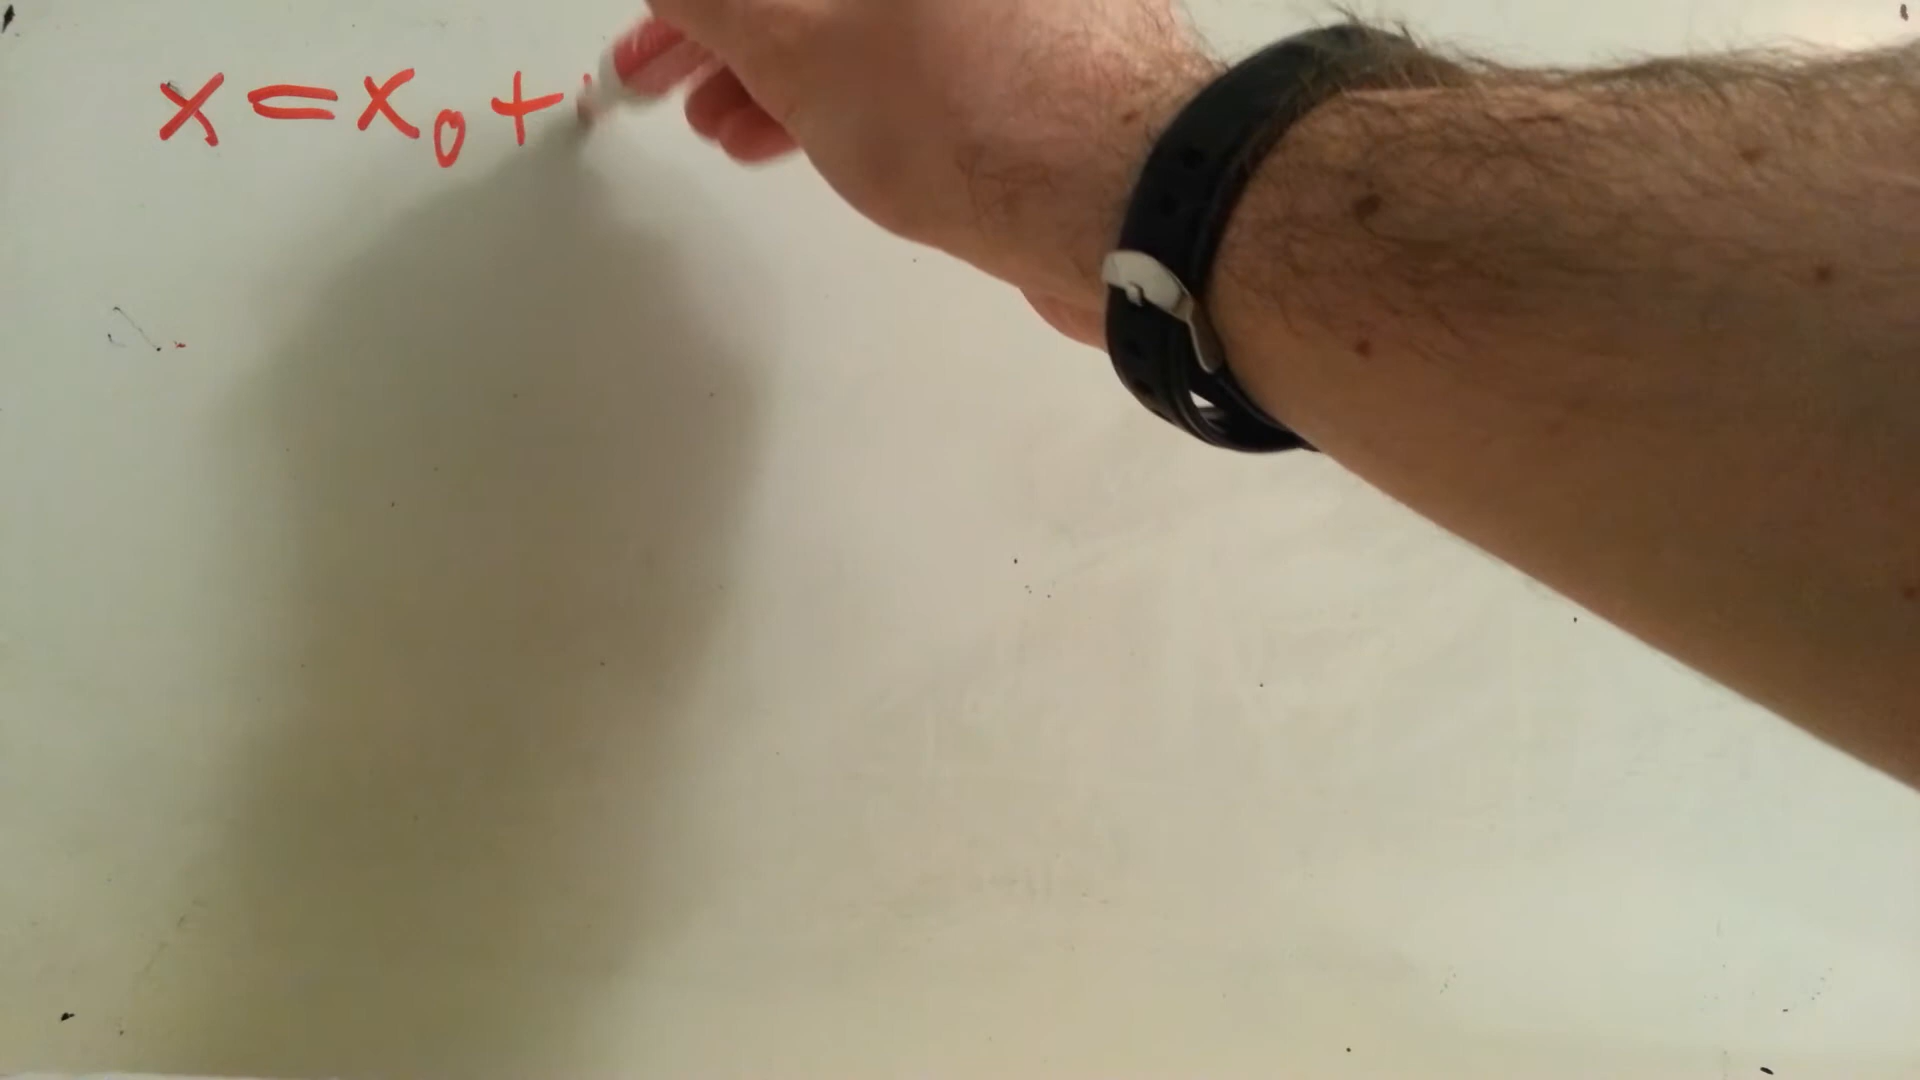 x = x₀ +